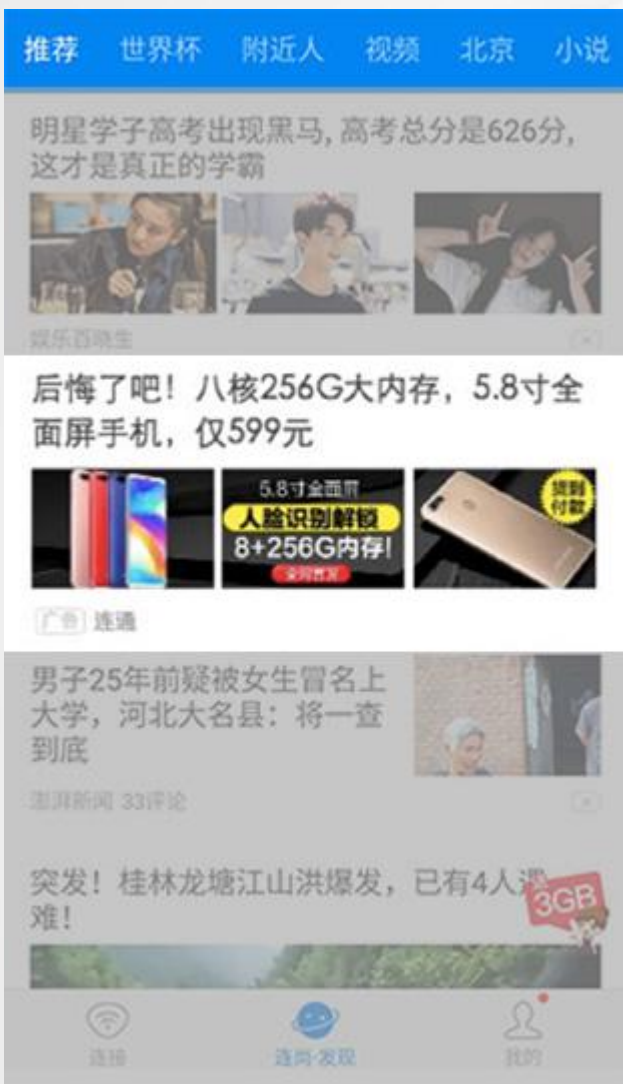 推荐 世界杯 附近人 视频 北京 小说
明星学子高考出现黑马,高考总分是626分,
这才是真正的学霸
娱乐百晓生
后悔了吧！八核256G大内存，5.8寸全
面屏手机，仅599元
5.8寸全面屏
人脸识别解锁
8+256G内存!
全网首发
货到
付款
广告 连通
男子25年前疑被女生冒名上
大学，河北大名县：将一查
到底
澎湃新闻 33评论
突发！桂林龙塘江山洪爆发，已有4人遇
难！
3GB
连接 连尚·发现 我的